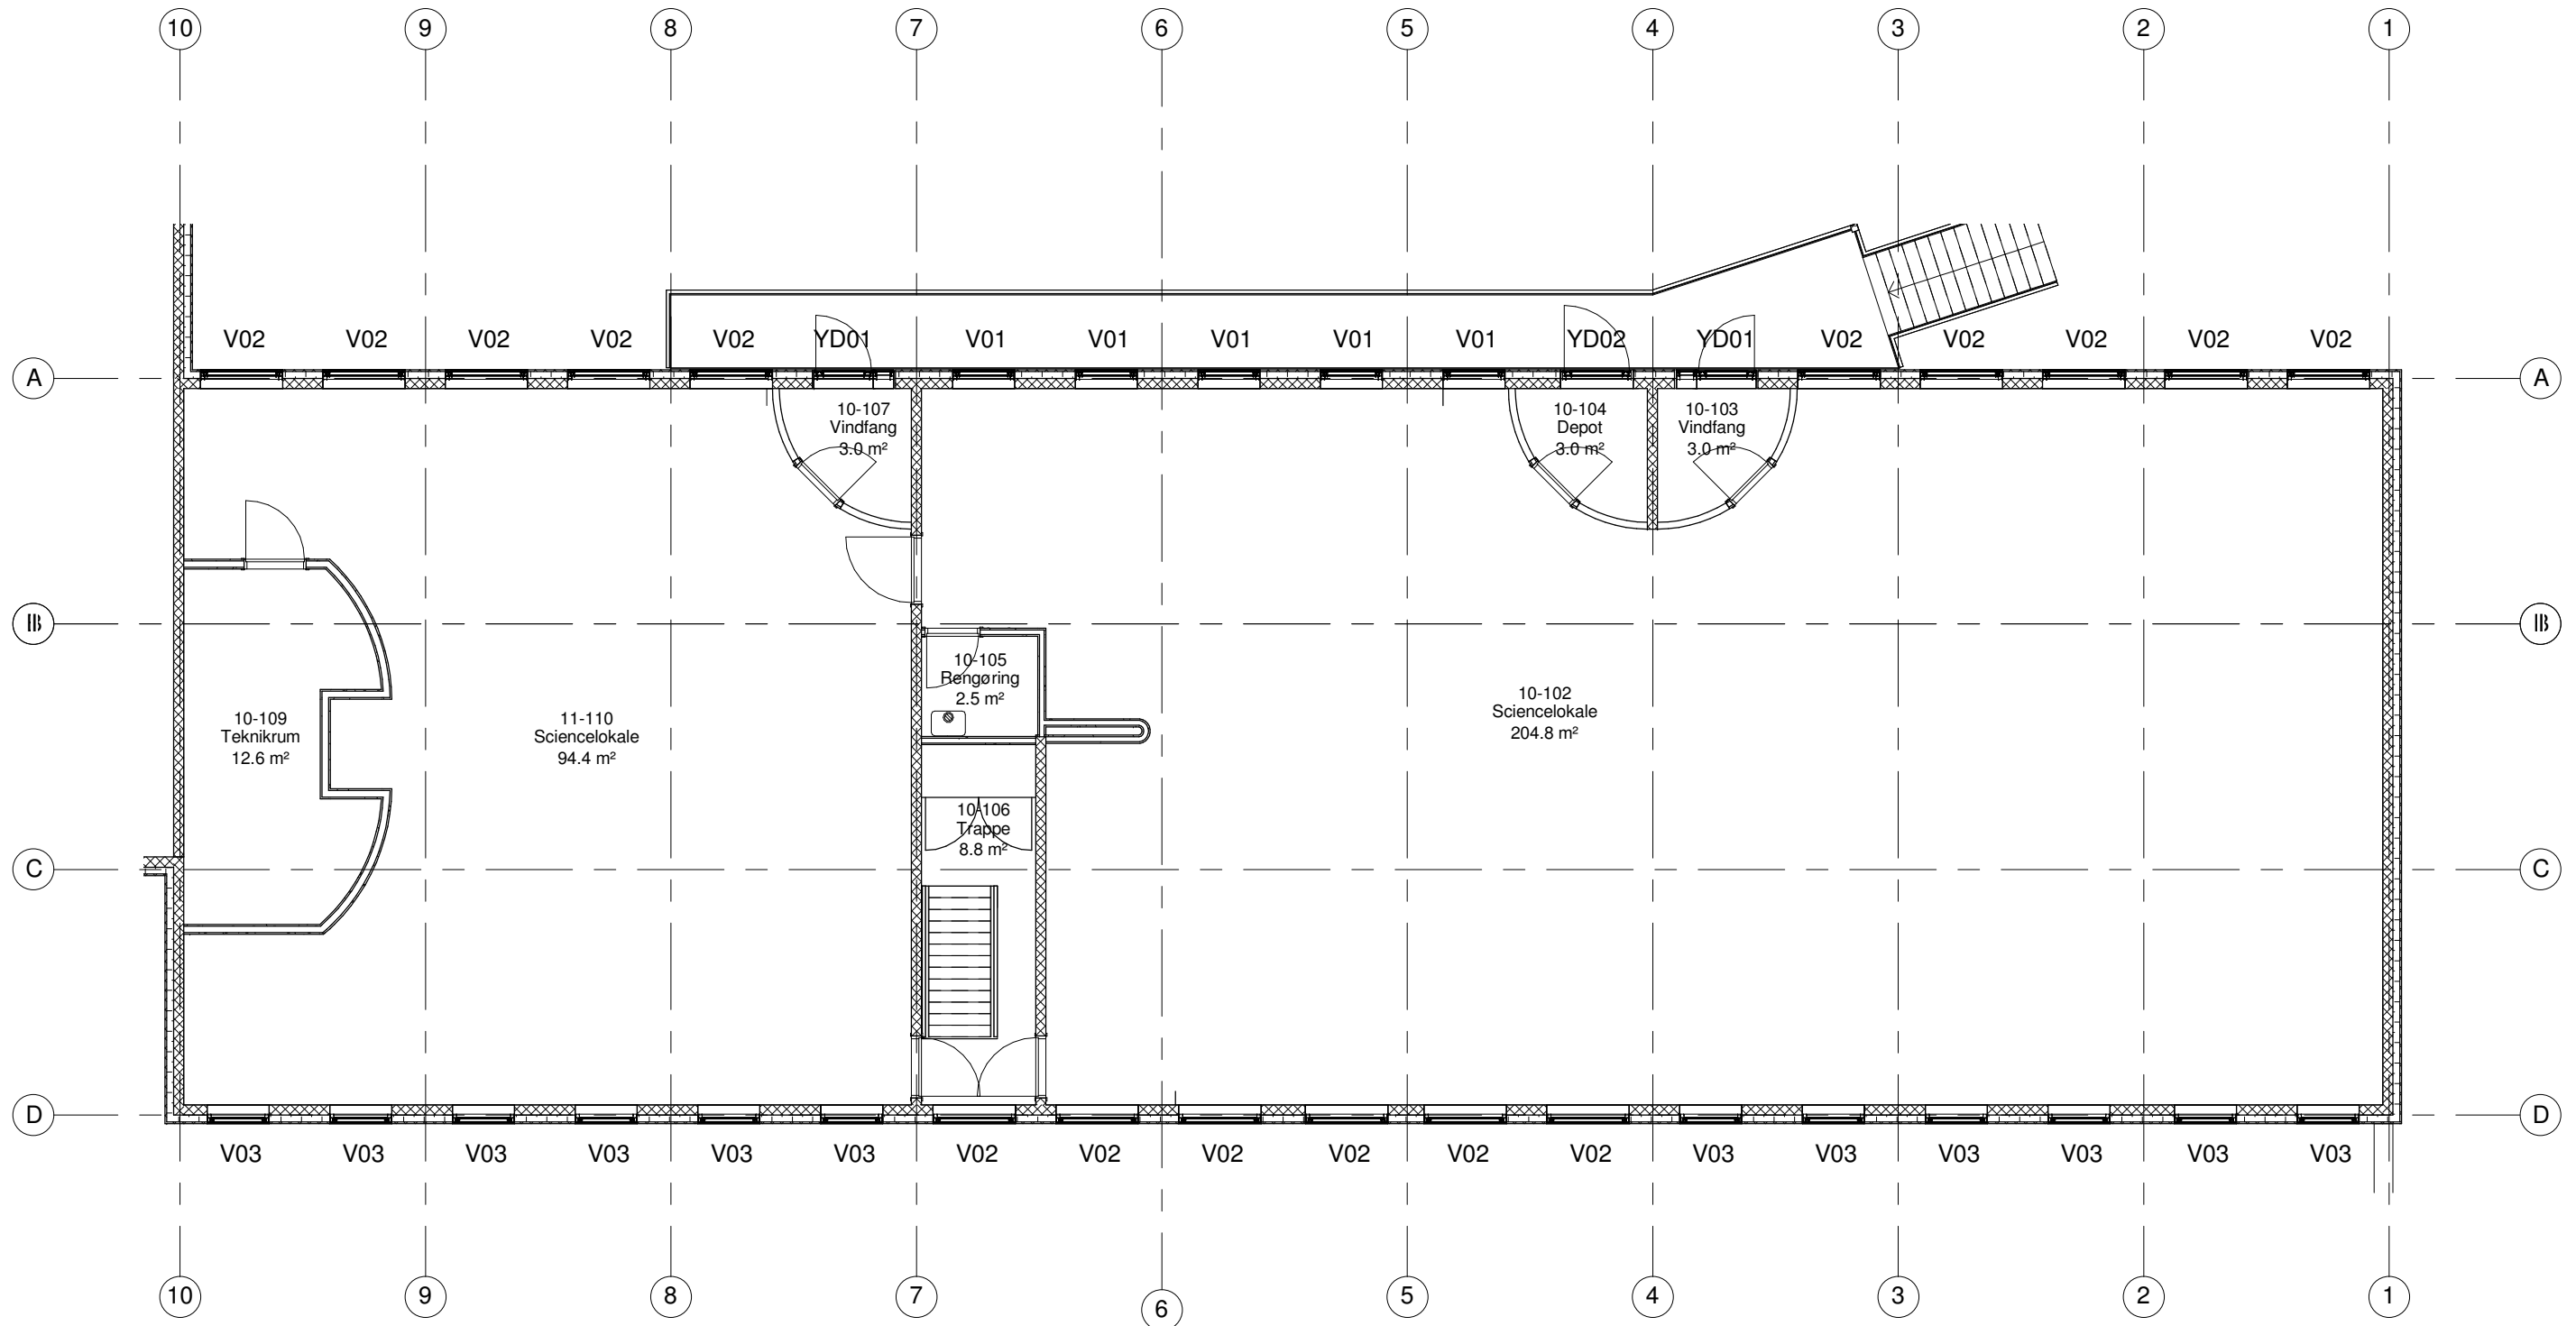 10 9 8 7 6 5 4 3 2 1
V02 V02 V02 V02 V02 YD01 V01 V01 V01 V01 V01 YD02 YD01 V02 V02 V02 V02 V02
A A
10-107
Vindfang
3.0 m²
10-104
Depot
3.0 m²
10-103
Vindfang
3.0 m²
10-105
Rengøring
2.5 m²
10-102
Sciencelokale
204.8 m²
10-109
Teknikrum
12.6 m²
11-110
Sciencelokale
94.4 m²
10-106
Trappe
8.8 m²
C C
D D
V03 V03 V03 V03 V03 V03 V02 V02 V02 V02 V02 V02 V03 V03 V03 V03 V03 V03
10 9 8 7 6 5 4 3 2 1